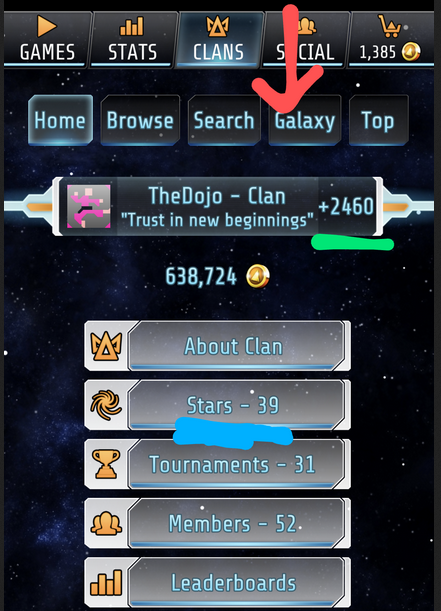 GAMES STATS CLANS SOCIAL 1,385
Home Browse Search Galaxy Top
TheDojo - Clan
"Trust in new beginnings"
+2460
638,724
About Clan
Stars - 39
Tournaments - 31
Members - 52
Leaderboards